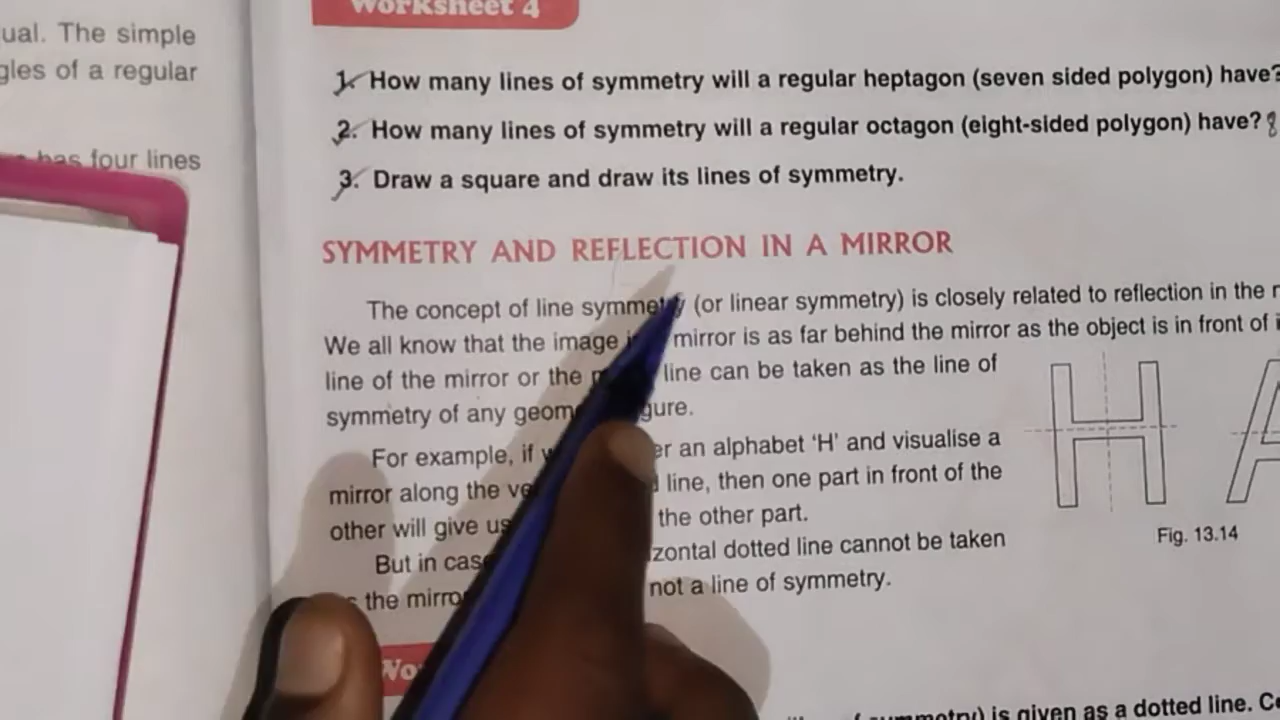 ual. The simple
gles of a regular
has four lines
Worksheet 4
1. How many lines of symmetry will a regular heptagon (seven sided polygon) have?
2. How many lines of symmetry will a regular octagon (eight-sided polygon) have? 8
3. Draw a square and draw its lines of symmetry.
SYMMETRY AND REFLECTION IN A MIRROR
The concept of line symmetry (or linear symmetry) is closely related to reflection in the
We all know that the image mirror is as far behind the mirror as the object is in front of
line of the mirror or the line can be taken as the line of
symmetry of any gure.
For example, if an alphabet 'H' and visualise a
mirror along the line, then one part in front of the
other will give us the other part.
But in case zontal dotted line cannot be taken
the mirro not a line of symmetry.
H A
Fig. 13.14
is given as a dotted line.